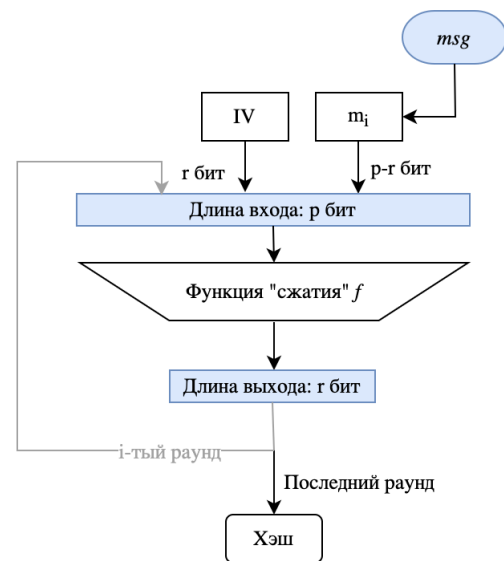 msg
IV
mi
r бит
p-r бит
Длина входа: p бит
Функция "сжатия" f
Длина выхода: r бит
i-тый раунд
Последний раунд
Хэш